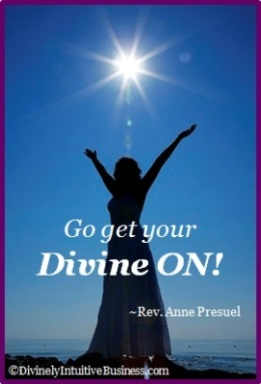 Go get your
Divine ON!
~Rev. Anne Presuel
©DivinelyIntuitiveBusiness.com